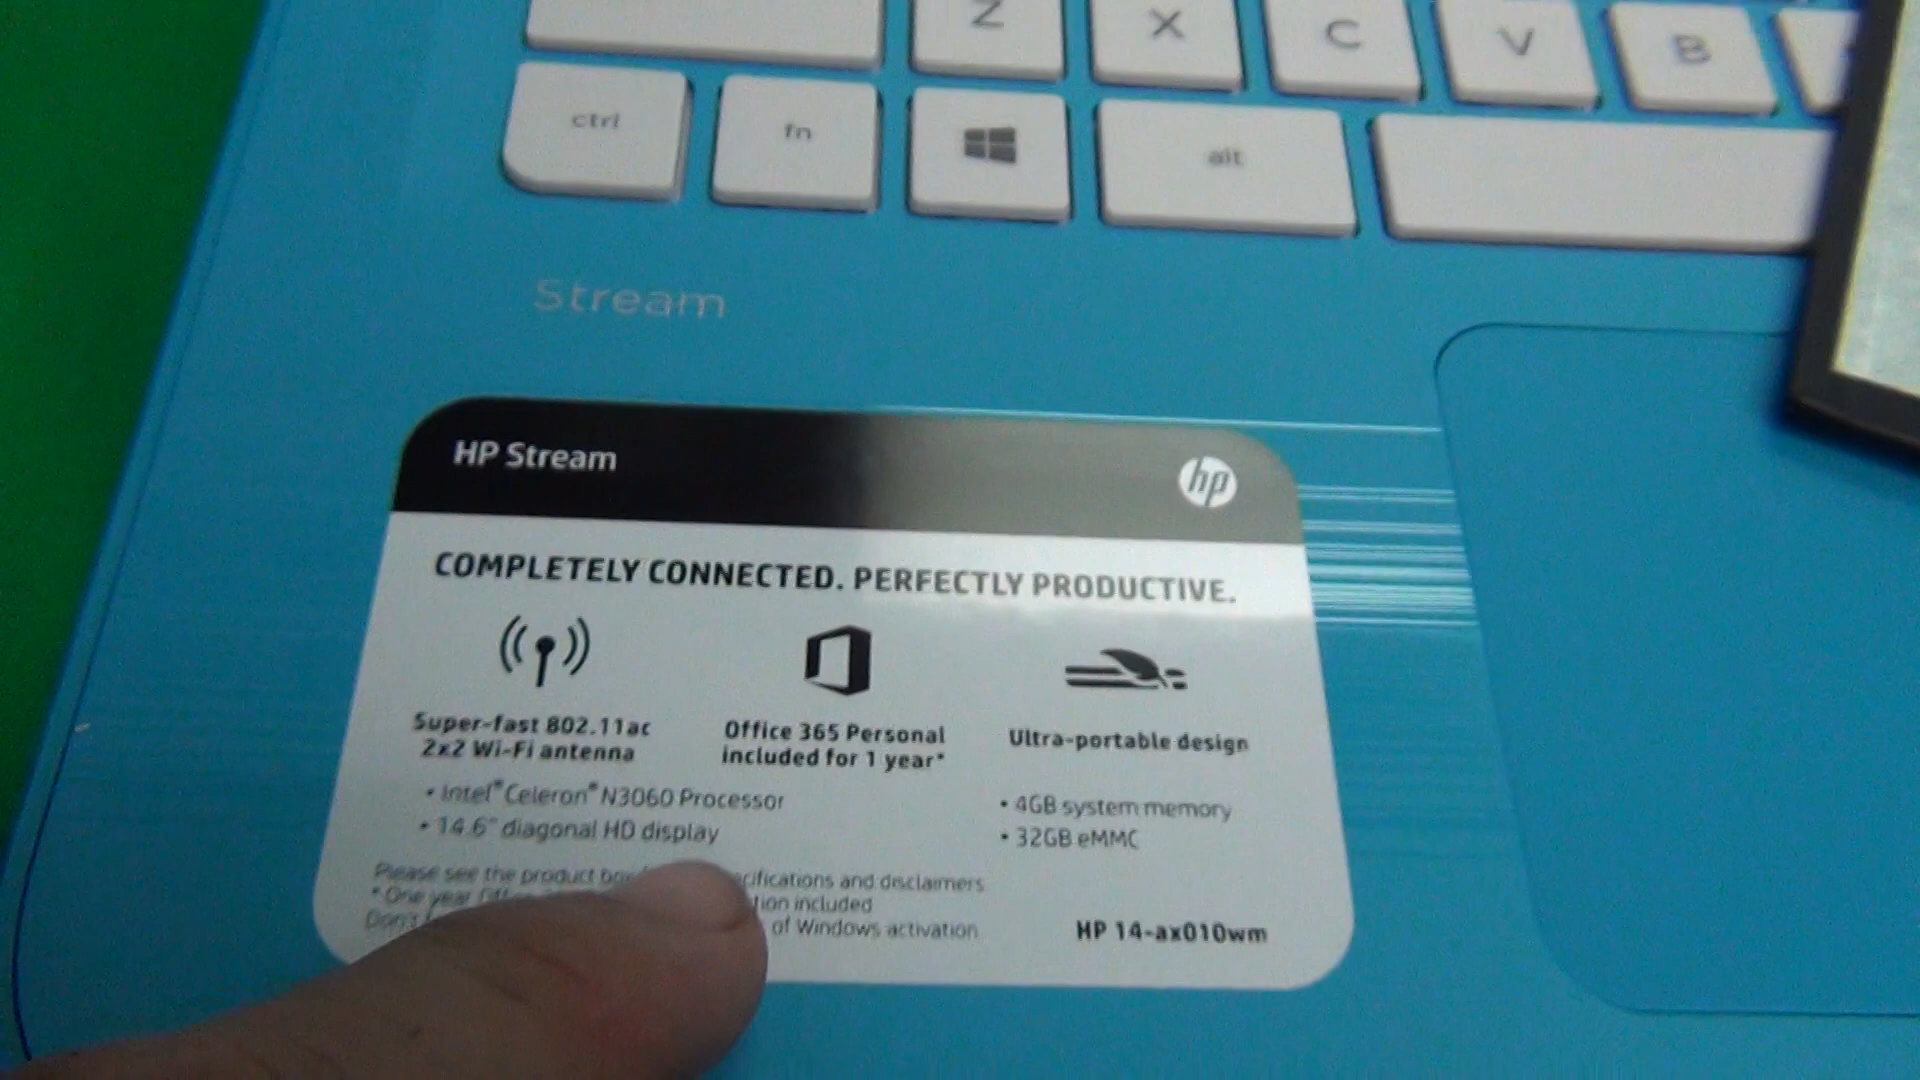 Z X C V B
ctrl fn alt
Stream
HP Stream
hp
COMPLETELY CONNECTED. PERFECTLY PRODUCTIVE.
Super-fast 802.11ac
2x2 Wi-Fi antenna
Office 365 Personal
included for 1 year*
Ultra-portable design
• Intel® Celeron® N3060 Processor
• 14.6" diagonal HD display
• 4GB system memory
• 32GB eMMC
Please see the product and disclaimers
* One year included
of Windows activation
HP 14-ax010wm